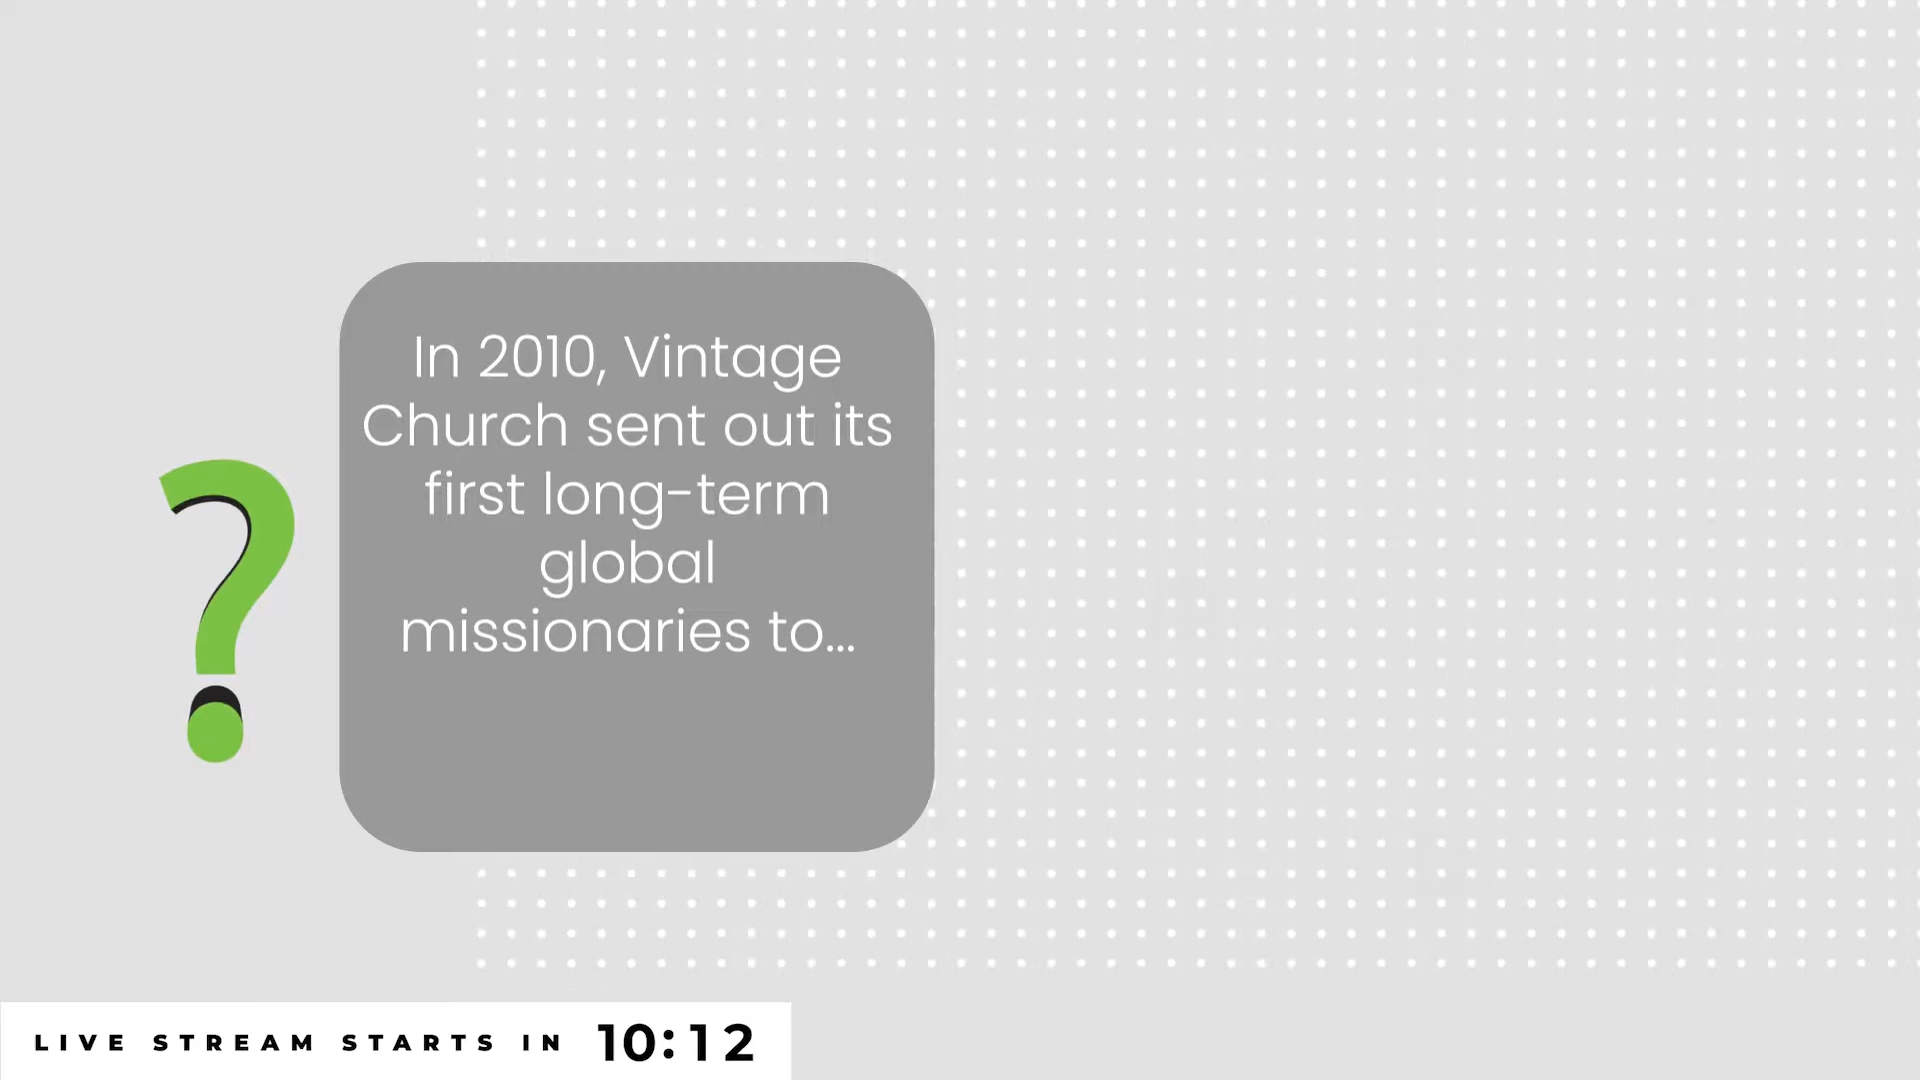 In 2010, Vintage
Church sent out its
first long-term
global
missionaries to...
?
LIVE STREAM STARTS IN 10:12